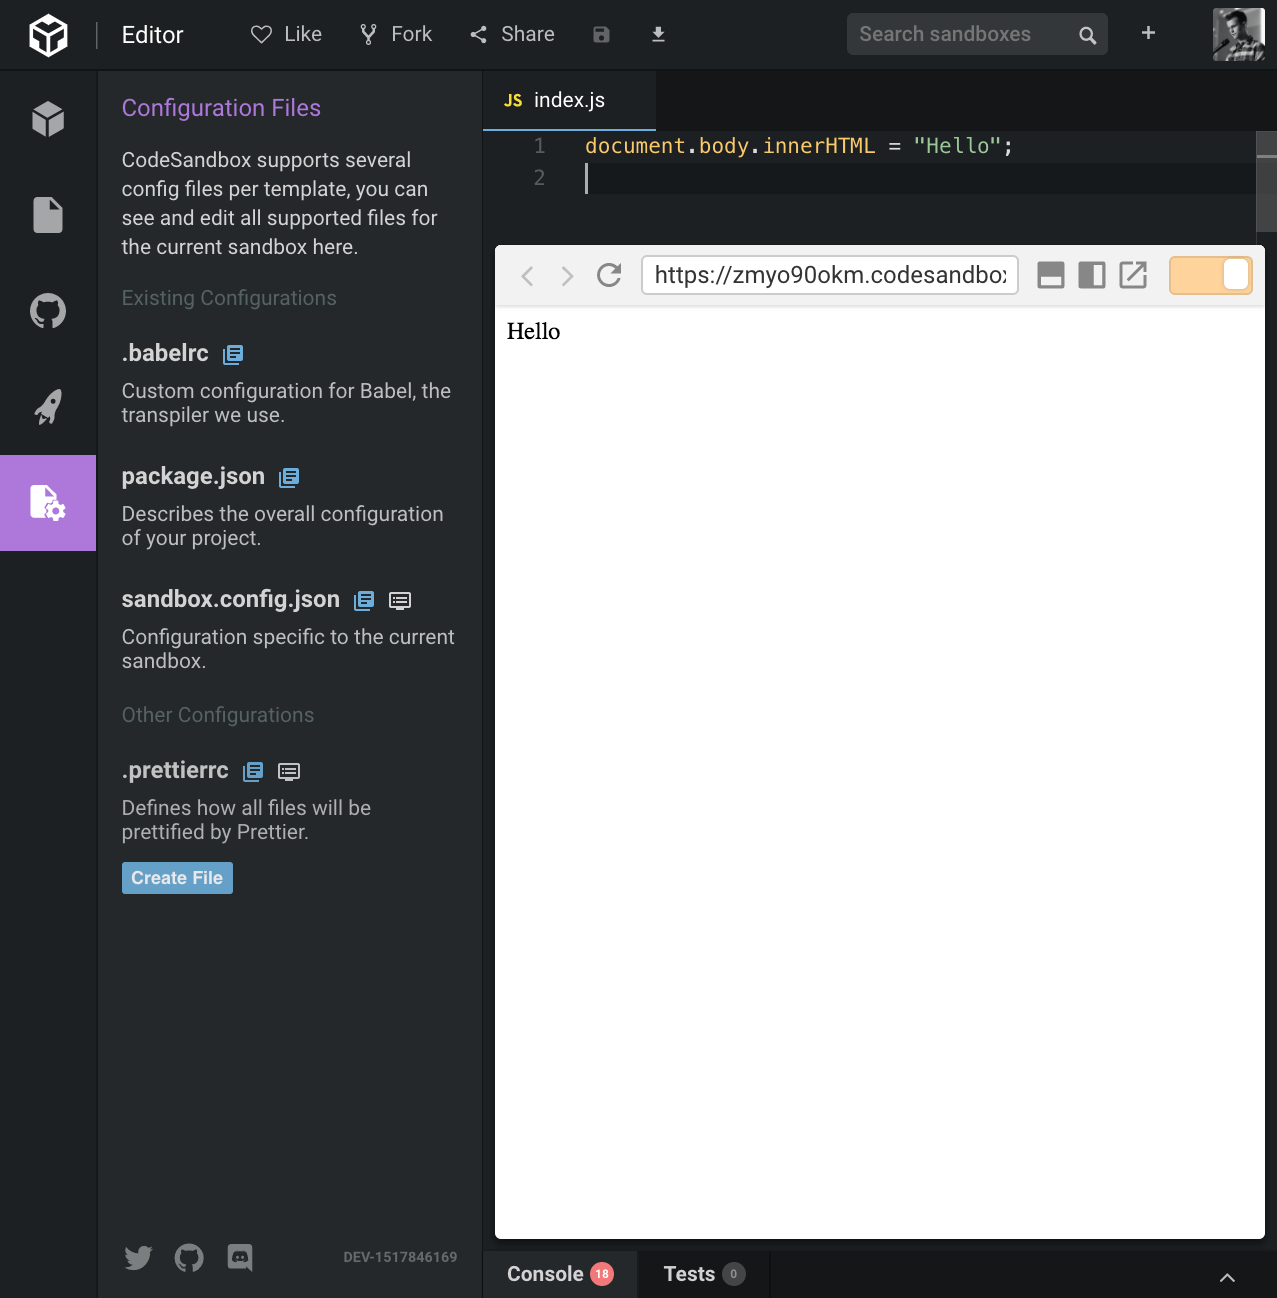 Editor
Like
Fork
Share
Search sandboxes
Configuration Files
CodeSandbox supports several
config files per template, you can
see and edit all supported files for
the current sandbox here.
Existing Configurations
.babelrc
Custom configuration for Babel, the
transpiler we use.
package.json
Describes the overall configuration
of your project.
sandbox.config.json
Configuration specific to the current
sandbox.
Other Configurations
.prettierrc
Defines how all files will be
prettified by Prettier.
Create File
DEV-1517846169
JS index.js
1 document.body.innerHTML = "Hello";
2
https://zmyo90okm.codesandbox
Hello
Console 18
Tests 0